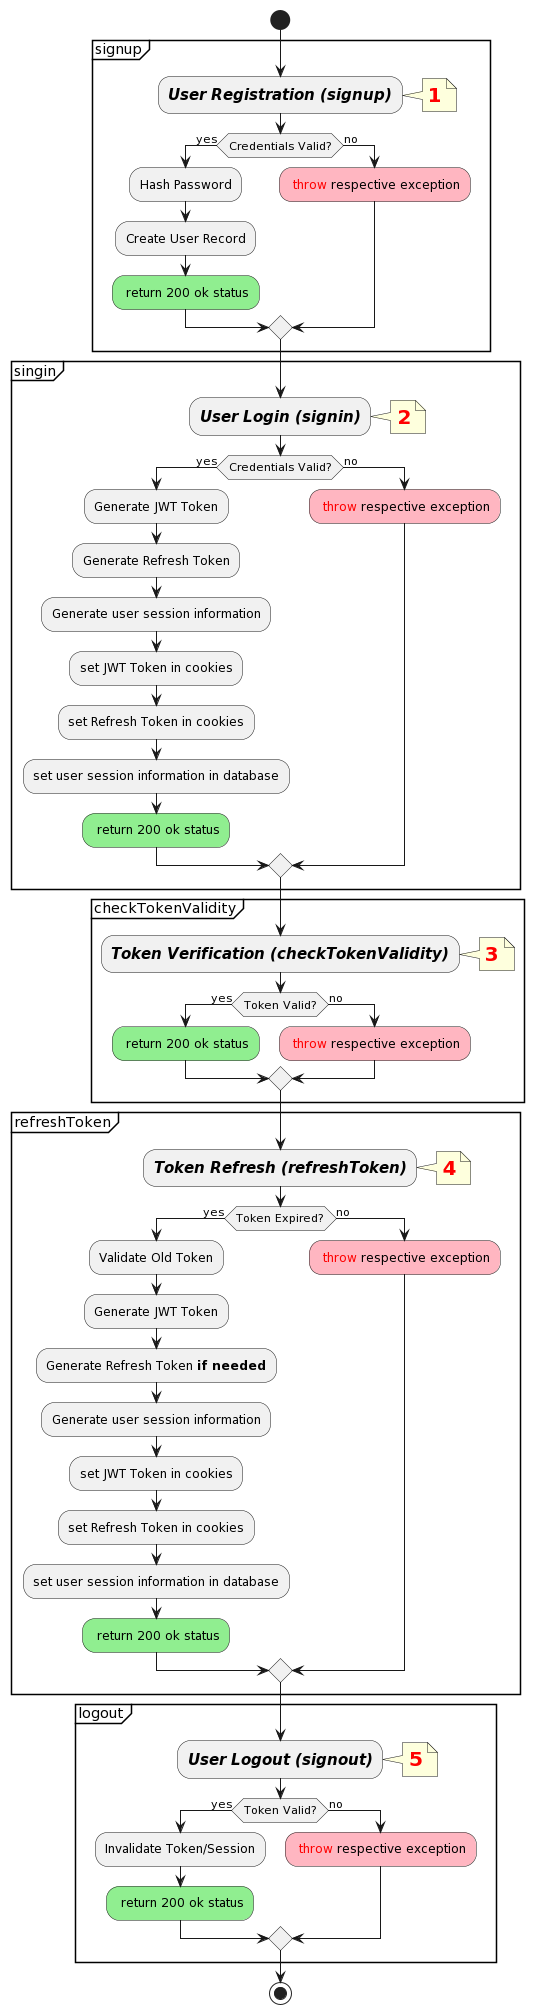 signup
User Registration (signup)
1
Credentials Valid?
yes
no
Hash Password
throw respective exception
Create User Record
return 200 ok status
singin
User Login (signin)
2
Credentials Valid?
yes
no
Generate JWT Token
throw respective exception
Generate Refresh Token
Generate user session information
set JWT Token in cookies
set Refresh Token in cookies
set user session information in database
return 200 ok status
checkTokenValidity
Token Verification (checkTokenValidity)
3
Token Valid?
yes
no
return 200 ok status
throw respective exception
refreshToken
Token Refresh (refreshToken)
4
Token Expired?
yes
no
Validate Old Token
throw respective exception
Generate JWT Token
Generate Refresh Token if needed
Generate user session information
set JWT Token in cookies
set Refresh Token in cookies
set user session information in database
return 200 ok status
logout
User Logout (signout)
5
Token Valid?
yes
no
Invalidate Token/Session
throw respective exception
return 200 ok status